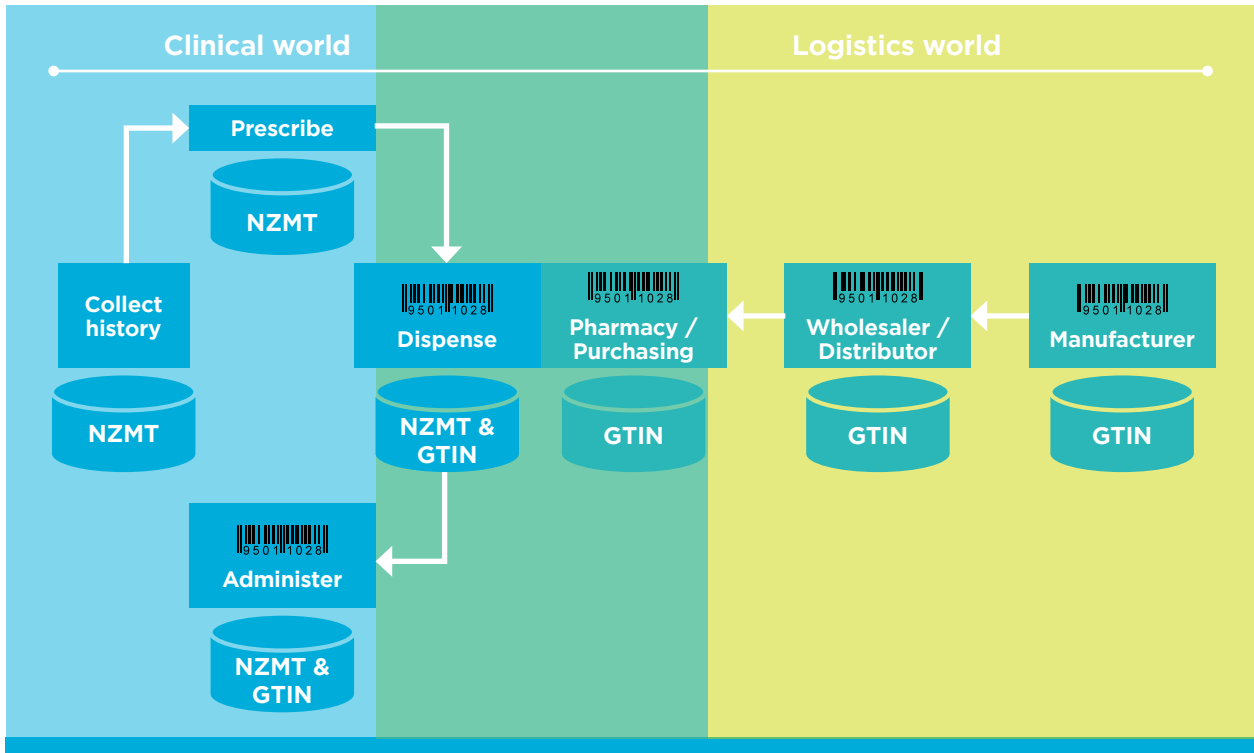 Clinical world
Logistics world
Prescribe
NZMT
Collect
history
NZMT
9501 1028
Dispense
NZMT &
GTIN
9501 1028
Pharmacy /
Purchasing
GTIN
9501 1028
Wholesaler /
Distributor
GTIN
9501 1028
Manufacturer
GTIN
9501 1028
Administer
NZMT &
GTIN